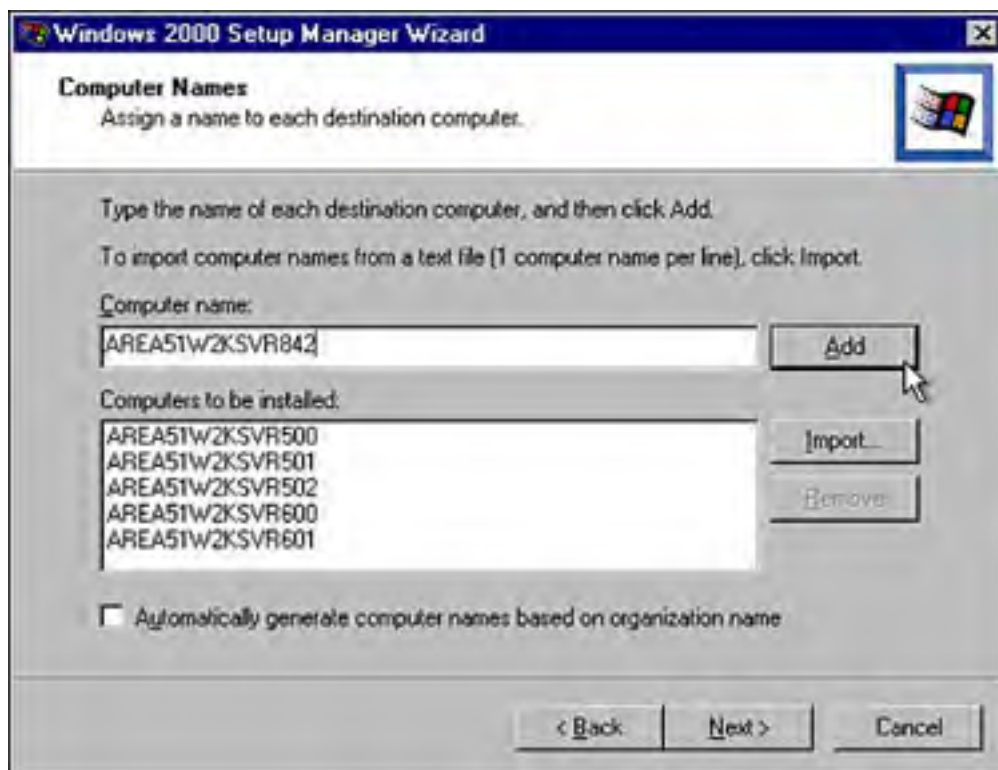 Windows 2000 Setup Manager Wizard
Computer Names
Assign a name to each destination computer.
Type the name of each destination computer, and then click Add.
To import computer names from a text file (1 computer name per line), click Import.
Computer name:
AREA51W2KSVR842
Add
Computers to be installed:
AREA51W2KSVR500
AREA51W2KSVR501
AREA51W2KSVR502
AREA51W2KSVR600
AREA51W2KSVR601
Import...
Remove
Automatically generate computer names based on organization name
< Back
Next >
Cancel